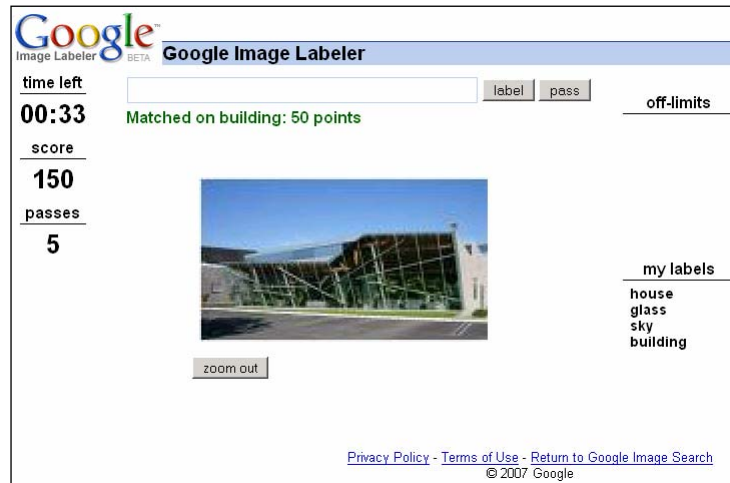 Google™
Image Labeler BETA
Google Image Labeler
time left
00:33
score
150
passes
5
label
pass
Matched on building: 50 points
zoom out
off-limits
my labels
house
glass
sky
building
Privacy Policy - Terms of Use - Return to Google Image Search
© 2007 Google